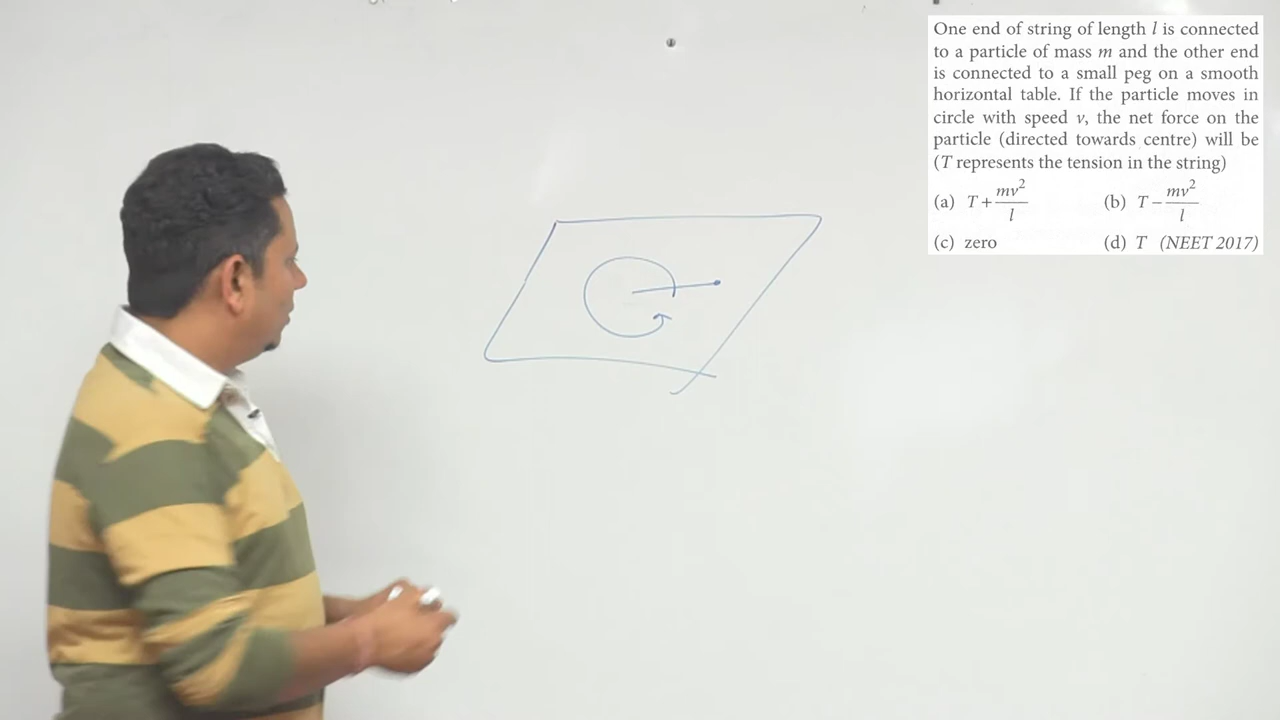 One end of string of length l is connected
to a particle of mass m and the other end
is connected to a small peg on a smooth
horizontal table. If the particle moves in
circle with speed v, the net force on the
particle (directed towards centre) will be
(T represents the tension in the string)
(a) T + mv²/l (b) T − mv²/l
(c) zero (d) T (NEET 2017)